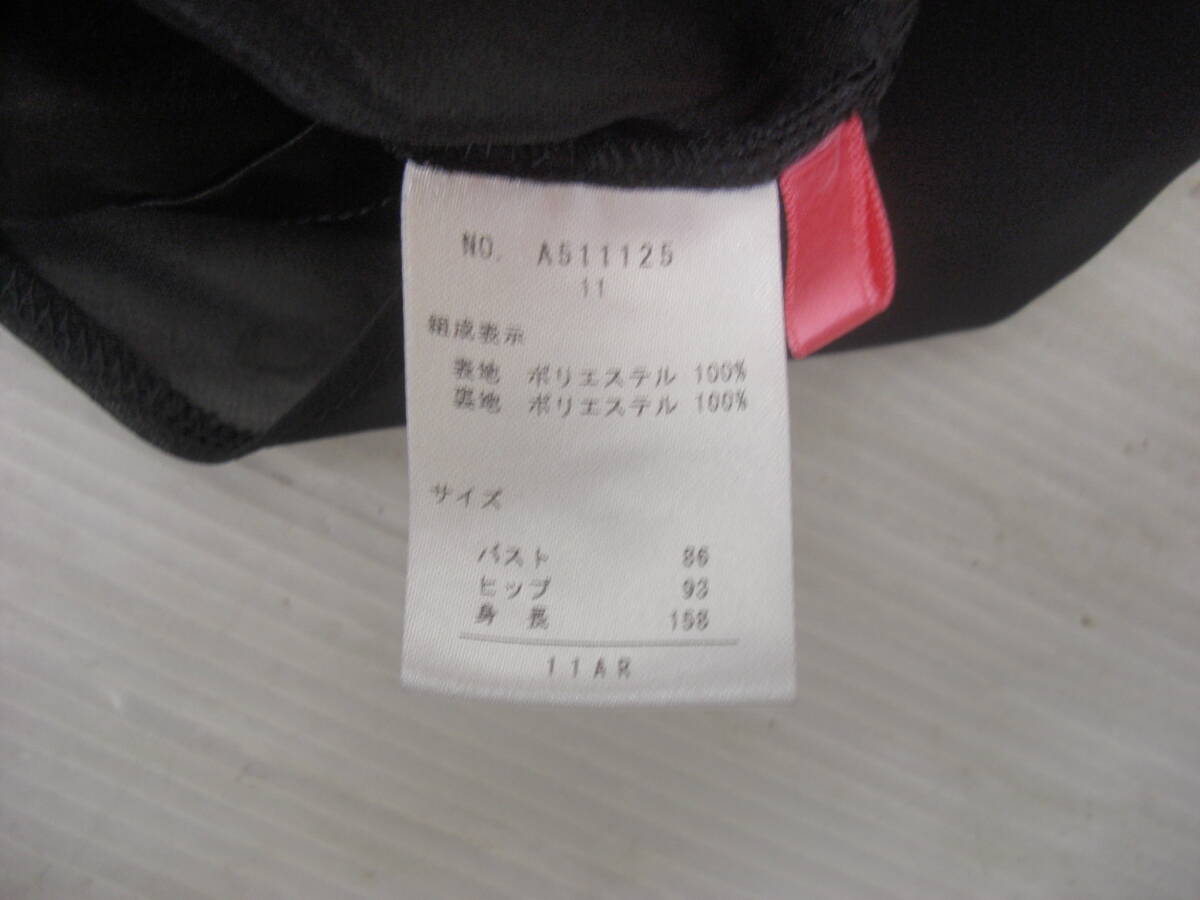 NO. A511125
11
組成表示
表地 ポリエステル 100%
裏地 ポリエステル 100%
サイズ
バスト 86
ヒップ 93
身長 158
11AR